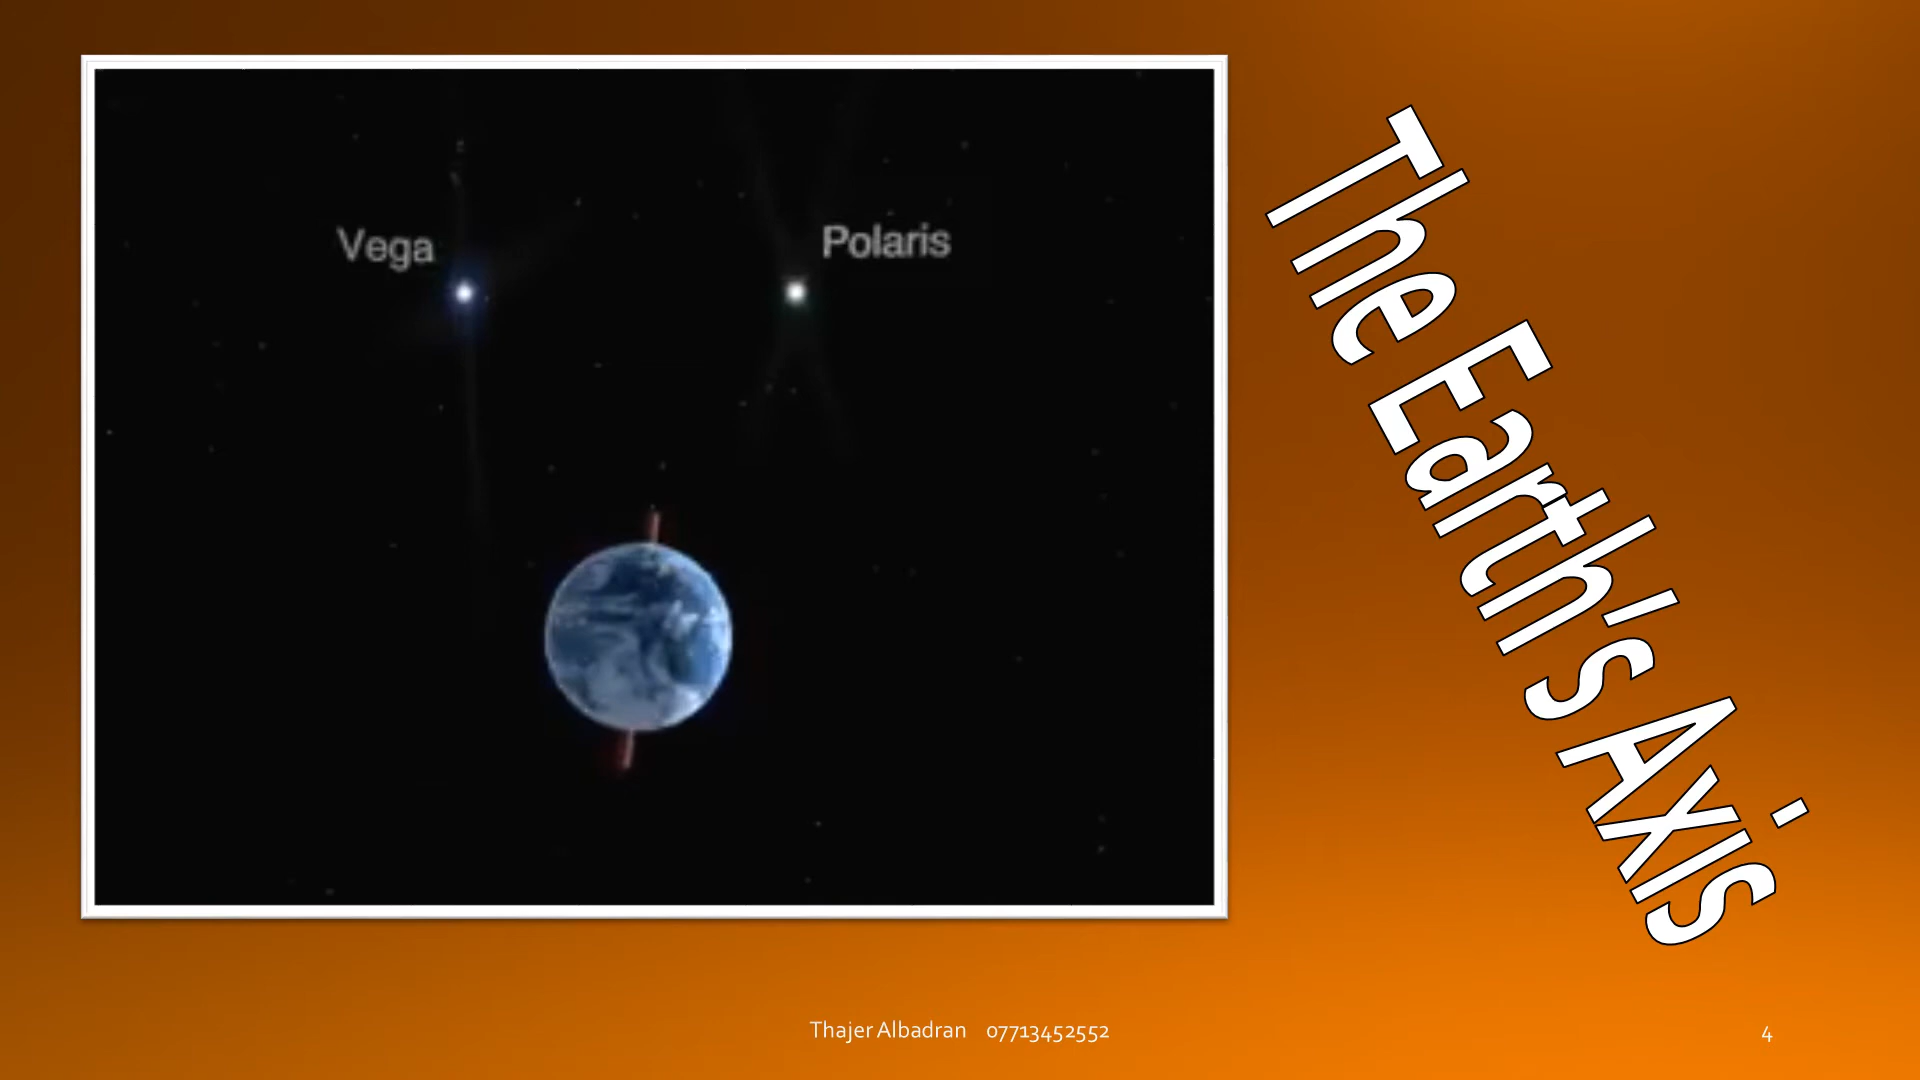 Vega
Polaris
The Earth's Axis
Thajer Albadran 07713452552
4